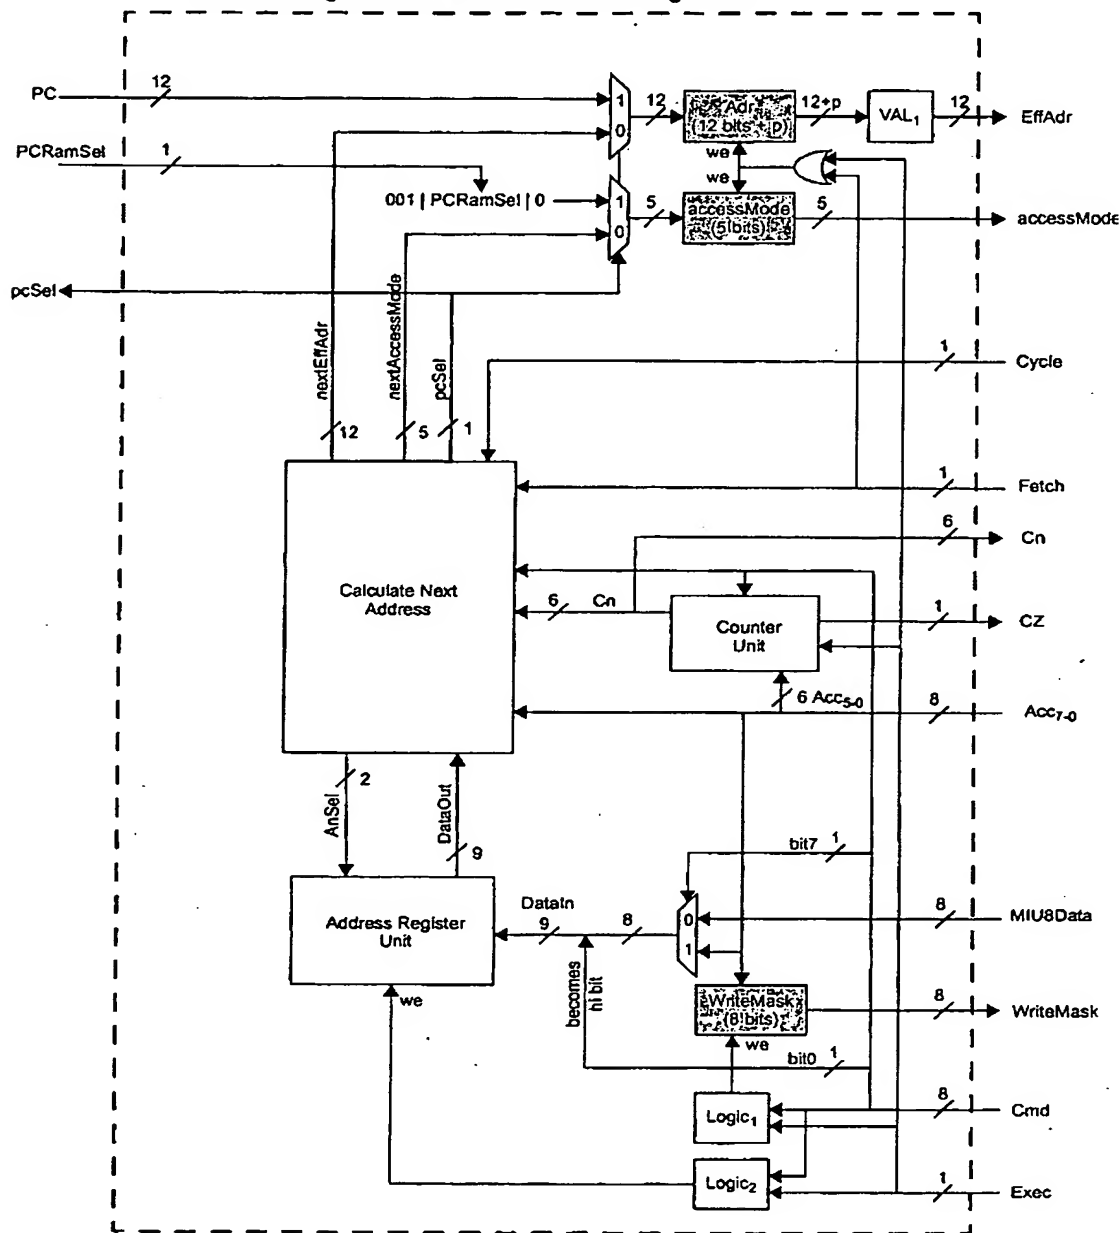 PC
12
1
0
12
Adr
(12 bits + p)
12+p
VAL1
12
EffAdr
PCRamSel
1
we
we
001 | PCRamSel | 0
1
0
5
accessMode
(5 bits)
5
accessMode
pcSel
nextEffAdr
nextAccessMode
pcSel
12
5
1
1
Cycle
1
Fetch
6
Cn
Calculate Next
Address
6
Cn
Counter
Unit
1
CZ
6 Acc5-0
8
Acc7-0
AnSel
2
DataOut
9
bit7
1
Address Register
Unit
DataIn
9
8
0
1
8
MIU8Data
becomes
hi bit
WriteMask
(8 bits)
8
WriteMask
we
we
bit0
1
Logic1
8
Cmd
Logic2
1
Exec